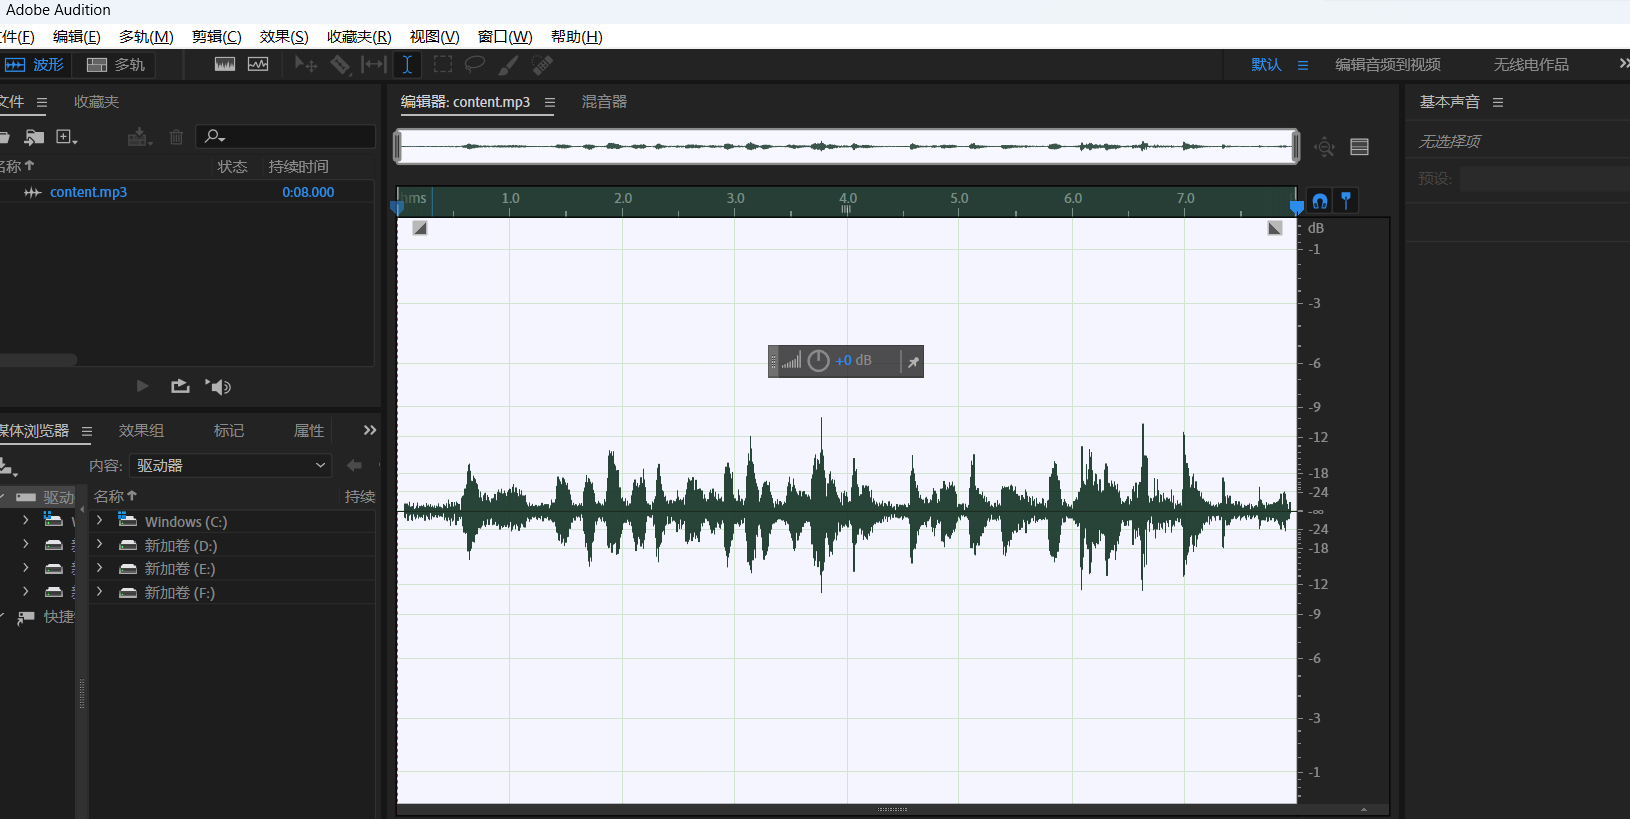 Adobe Audition
件(F) 编辑(E) 多轨(M) 剪辑(C) 效果(S) 收藏夹(R) 视图(V) 窗口(W) 帮助(H)
波形 多轨 默认 编辑音频到视频 无线电作品
文件 收藏夹
名称 状态 持续时间
content.mp3 0:08.000
媒体浏览器 效果组 标记 属性
内容: 驱动器
驱动
名称 持续
Windows (C:)
新加卷 (D:)
新加卷 (E:)
新加卷 (F:)
快捷
编辑器: content.mp3 混音器
hms 1.0 2.0 3.0 4.0 5.0 6.0 7.0
+0 dB
dB
-1
-3
-6
-9
-12
-18
-24
-∞
-24
-18
-12
-9
-6
-3
-1
基本声音
无选择项
预设: